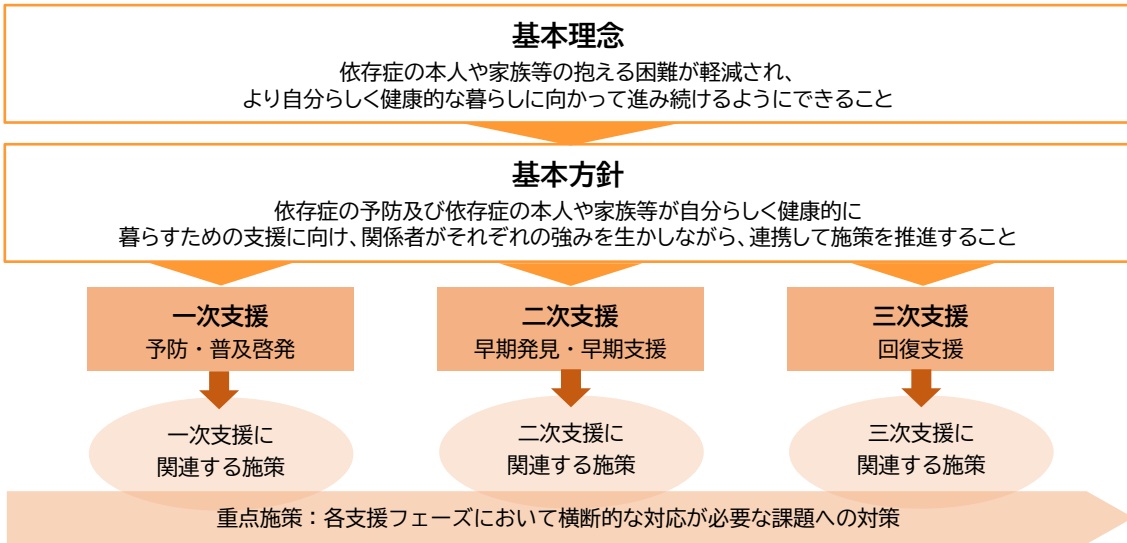 基本理念
依存症の本人や家族等の抱える困難が軽減され、
より自分らしく健康的な暮らしに向かって進み続けるようにできること
基本方針
依存症の予防及び依存症の本人や家族等が自分らしく健康的に
暮らすための支援に向け、関係者がそれぞれの強みを生かしながら、連携して施策を推進すること
一次支援
予防・普及啓発
二次支援
早期発見・早期支援
三次支援
回復支援
一次支援に
関連する施策
二次支援に
関連する施策
三次支援に
関連する施策
重点施策：各支援フェーズにおいて横断的な対応が必要な課題への対策